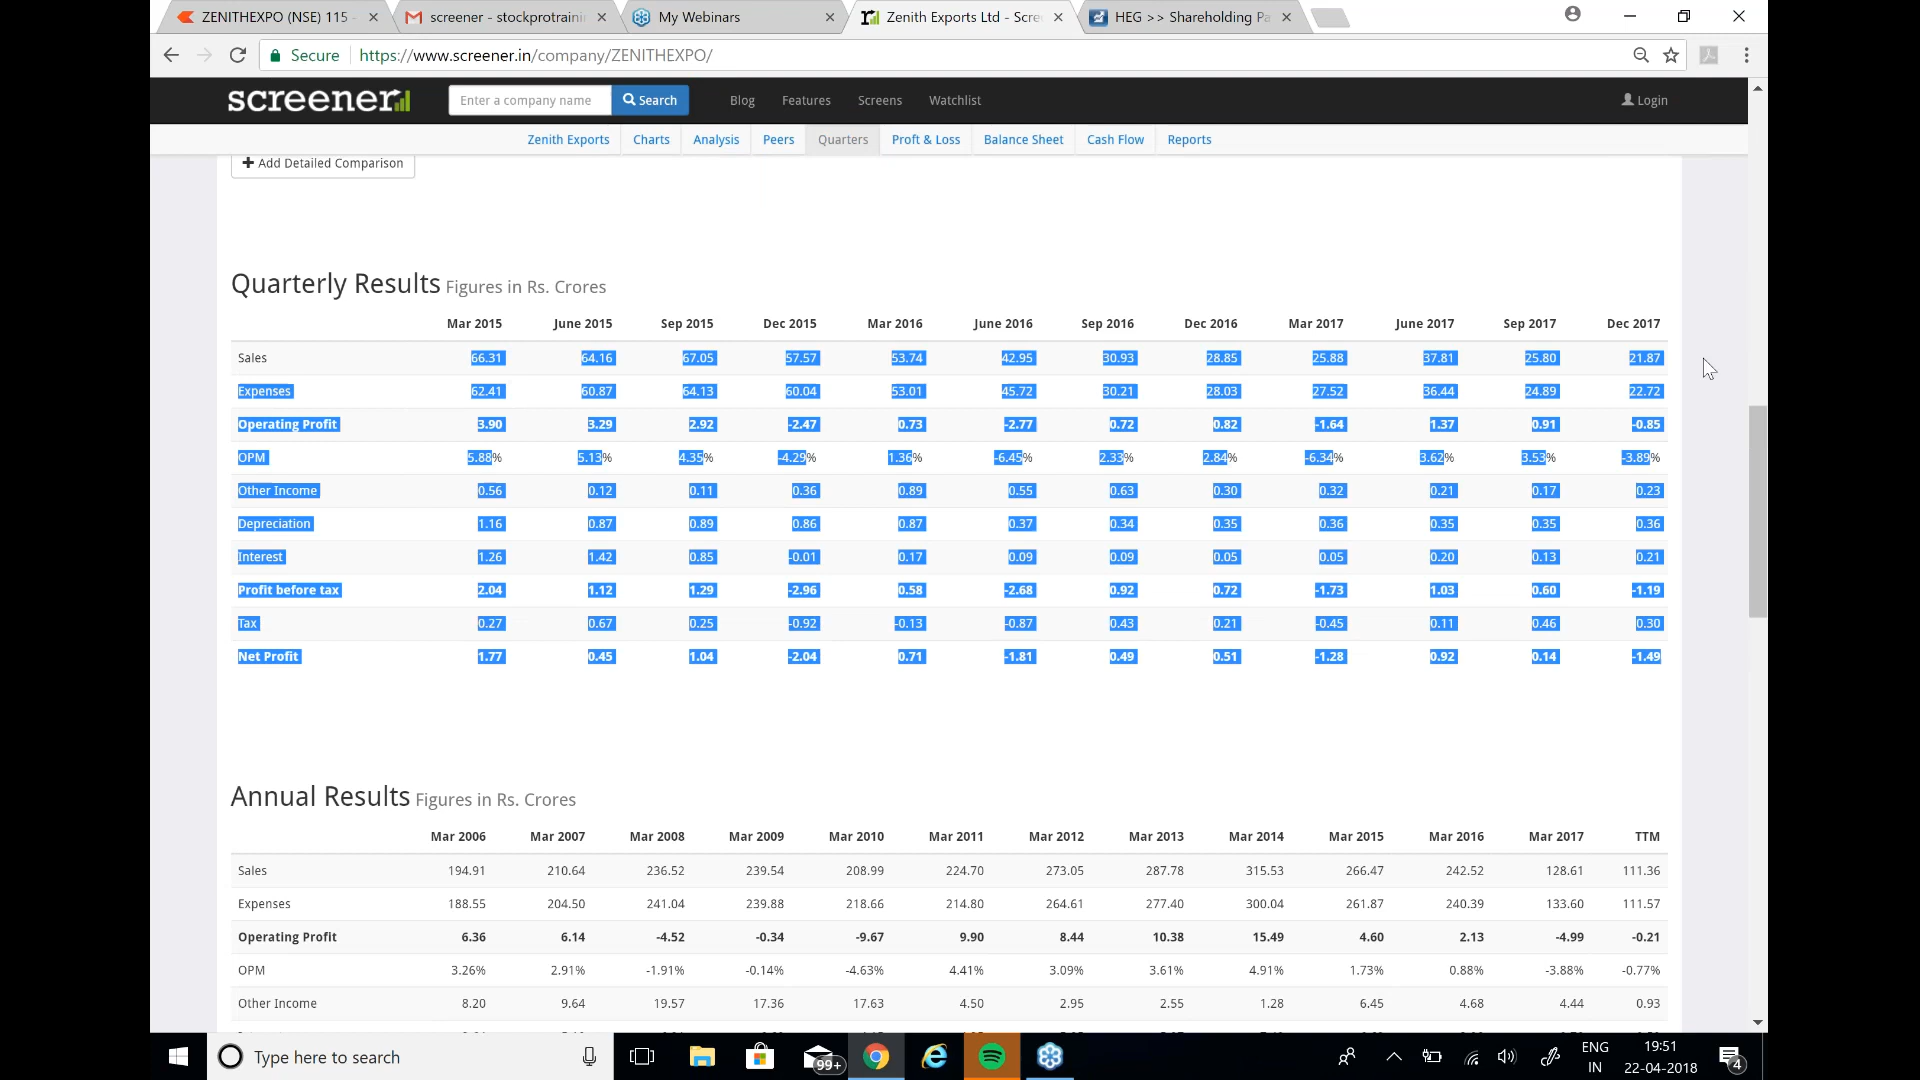 ZENITHEXPO (NSE) 115 screener - stockprotraini My Webinars Zenith Exports Ltd - Scre HEG >> Shareholding Pa
Secure https://www.screener.in/company/ZENITHEXPO/
screener Enter a company name Search Blog Features Screens Watchlist Login
Zenith Exports Charts Analysis Peers Quarters Proft & Loss Balance Sheet Cash Flow Reports
+ Add Detailed Comparison
Quarterly Results Figures in Rs. Crores
Mar 2015 June 2015 Sep 2015 Dec 2015 Mar 2016 June 2016 Sep 2016 Dec 2016 Mar 2017 June 2017 Sep 2017 Dec 2017
Sales 66.31 64.16 67.05 57.57 53.74 42.95 30.93 28.85 25.88 37.81 25.80 21.87
Expenses 62.41 60.87 64.13 60.04 53.01 45.72 30.21 28.03 27.52 36.44 24.89 22.72
Operating Profit 3.90 3.29 2.92 -2.47 0.73 -2.77 0.72 0.82 -1.64 1.37 0.91 -0.85
OPM 5.88% 5.13% 4.35% -4.29% 1.36% -6.45% 2.33% 2.84% -6.34% 3.62% 3.53% -3.89%
Other Income 0.56 0.12 0.11 0.36 0.89 0.55 0.63 0.30 0.32 0.21 0.17 0.23
Depreciation 1.16 0.87 0.89 0.86 0.87 0.37 0.34 0.35 0.36 0.35 0.35 0.36
Interest 1.26 1.42 0.85 -0.01 0.17 0.09 0.09 0.05 0.05 0.20 0.13 0.21
Profit before tax 2.04 1.12 1.29 -2.96 0.58 -2.68 0.92 0.72 -1.73 1.03 0.60 -1.19
Tax 0.27 0.67 0.25 -0.92 -0.13 -0.87 0.43 0.21 -0.45 0.11 0.46 0.30
Net Profit 1.77 0.45 1.04 -2.04 0.71 -1.81 0.49 0.51 -1.28 0.92 0.14 -1.49
Annual Results Figures in Rs. Crores
Mar 2006 Mar 2007 Mar 2008 Mar 2009 Mar 2010 Mar 2011 Mar 2012 Mar 2013 Mar 2014 Mar 2015 Mar 2016 Mar 2017 TTM
Sales 194.91 210.64 236.52 239.54 208.99 224.70 273.05 287.78 315.53 266.47 242.52 128.61 111.36
Expenses 188.55 204.50 241.04 239.88 218.66 214.80 264.61 277.40 300.04 261.87 240.39 133.60 111.57
Operating Profit 6.36 6.14 -4.52 -0.34 -9.67 9.90 8.44 10.38 15.49 4.60 2.13 -4.99 -0.21
OPM 3.26% 2.91% -1.91% -0.14% -4.63% 4.41% 3.09% 3.61% 4.91% 1.73% 0.88% -3.88% -0.77%
Other Income 8.20 9.64 19.57 17.36 17.63 4.50 2.95 2.55 1.28 6.45 4.68 4.44 0.93
Type here to search 99+ ENG 19:51
IN 22-04-2018 4